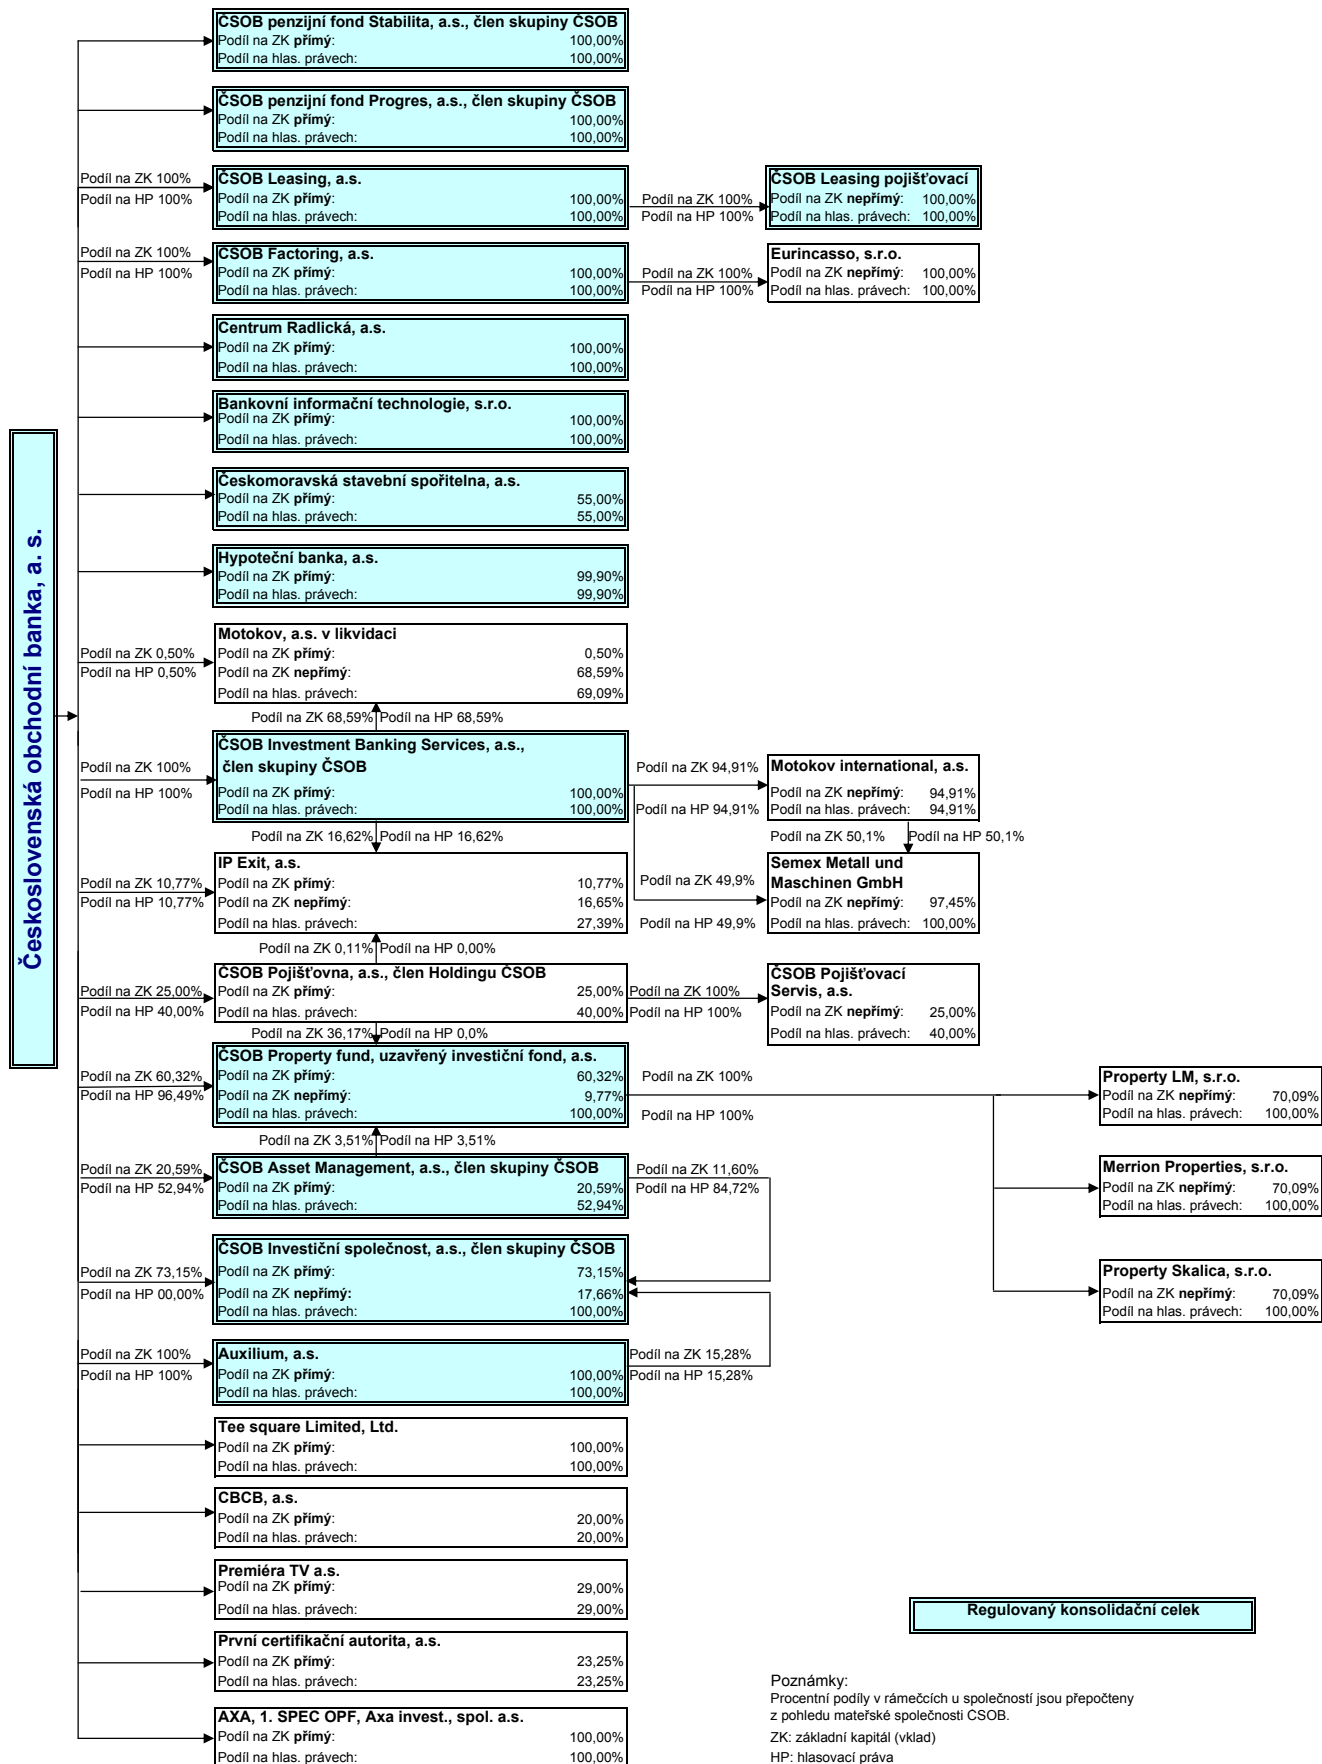 Československá obchodní banka, a. s.
ČSOB penzijní fond Stabilita, a.s., člen skupiny ČSOB
Podíl na ZK přímý: 100,00%
Podíl na hlas. právech: 100,00%
ČSOB penzijní fond Progres, a.s., člen skupiny ČSOB
Podíl na ZK přímý: 100,00%
Podíl na hlas. právech: 100,00%
Podíl na ZK 100%
Podíl na HP 100%
ČSOB Leasing, a.s.
Podíl na ZK přímý: 100,00%
Podíl na hlas. právech: 100,00%
Podíl na ZK 100%
Podíl na HP 100%
ČSOB Leasing pojišťovací
Podíl na ZK nepřímý: 100,00%
Podíl na hlas. právech: 100,00%
Podíl na ZK 100%
Podíl na HP 100%
ČSOB Factoring, a.s.
Podíl na ZK přímý: 100,00%
Podíl na hlas. právech: 100,00%
Podíl na ZK 100%
Podíl na HP 100%
Eurincasso, s.r.o.
Podíl na ZK nepřímý: 100,00%
Podíl na hlas. právech: 100,00%
Centrum Radlická, a.s.
Podíl na ZK přímý: 100,00%
Podíl na hlas. právech: 100,00%
Bankovní informační technologie, s.r.o.
Podíl na ZK přímý: 100,00%
Podíl na hlas. právech: 100,00%
Českomoravská stavební spořitelna, a.s.
Podíl na ZK přímý: 55,00%
Podíl na hlas. právech: 55,00%
Hypoteční banka, a.s.
Podíl na ZK přímý: 99,90%
Podíl na hlas. právech: 99,90%
Podíl na ZK 0,50%
Podíl na HP 0,50%
Motokov, a.s. v likvidaci
Podíl na ZK přímý: 0,50%
Podíl na ZK nepřímý: 68,59%
Podíl na hlas. právech: 69,09%
Podíl na ZK 68,59% Podíl na HP 68,59%
Podíl na ZK 100%
Podíl na HP 100%
ČSOB Investment Banking Services, a.s.,
člen skupiny ČSOB
Podíl na ZK přímý: 100,00%
Podíl na hlas. právech: 100,00%
Podíl na ZK 94,91%
Podíl na HP 94,91%
Motokov international, a.s.
Podíl na ZK nepřímý: 94,91%
Podíl na hlas. právech: 94,91%
Podíl na ZK 16,62% Podíl na HP 16,62%
Podíl na ZK 50,1% Podíl na HP 50,1%
Podíl na ZK 10,77%
Podíl na HP 10,77%
IP Exit, a.s.
Podíl na ZK přímý: 10,77%
Podíl na ZK nepřímý: 16,65%
Podíl na hlas. právech: 27,39%
Podíl na ZK 49,9%
Podíl na HP 49,9%
Semex Metall und
Maschinen GmbH
Podíl na ZK nepřímý: 97,45%
Podíl na hlas. právech: 100,00%
Podíl na ZK 0,11% Podíl na HP 0,00%
Podíl na ZK 25,00%
Podíl na HP 40,00%
ČSOB Pojišťovna, a.s., člen Holdingu ČSOB
Podíl na ZK přímý: 25,00%
Podíl na hlas. právech: 40,00%
Podíl na ZK 100%
Podíl na HP 100%
ČSOB Pojišťovací
Servis, a.s.
Podíl na ZK nepřímý: 25,00%
Podíl na hlas. právech: 40,00%
Podíl na ZK 36,17% Podíl na HP 0,0%
Podíl na ZK 60,32%
Podíl na HP 96,49%
ČSOB Property fund, uzavřený investiční fond, a.s.
Podíl na ZK přímý: 60,32%
Podíl na ZK nepřímý: 9,77%
Podíl na hlas. právech: 100,00%
Podíl na ZK 100%
Podíl na HP 100%
Property LM, s.r.o.
Podíl na ZK nepřímý: 70,09%
Podíl na hlas. právech: 100,00%
Podíl na ZK 3,51% Podíl na HP 3,51%
Podíl na ZK 20,59%
Podíl na HP 52,94%
ČSOB Asset Management, a.s., člen skupiny ČSOB
Podíl na ZK přímý: 20,59%
Podíl na hlas. právech: 52,94%
Podíl na ZK 11,60%
Podíl na HP 84,72%
Merrion Properties, s.r.o.
Podíl na ZK nepřímý: 70,09%
Podíl na hlas. právech: 100,00%
Podíl na ZK 73,15%
Podíl na HP 00,00%
ČSOB Investiční společnost, a.s., člen skupiny ČSOB
Podíl na ZK přímý: 73,15%
Podíl na ZK nepřímý: 17,66%
Podíl na hlas. právech: 100,00%
Property Skalica, s.r.o.
Podíl na ZK nepřímý: 70,09%
Podíl na hlas. právech: 100,00%
Podíl na ZK 100%
Podíl na HP 100%
Auxilium, a.s.
Podíl na ZK přímý: 100,00%
Podíl na hlas. právech: 100,00%
Podíl na ZK 15,28%
Podíl na HP 15,28%
Tee square Limited, Ltd.
Podíl na ZK přímý: 100,00%
Podíl na hlas. právech: 100,00%
CBCB, a.s.
Podíl na ZK přímý: 20,00%
Podíl na hlas. právech: 20,00%
Premiéra TV a.s.
Podíl na ZK přímý: 29,00%
Podíl na hlas. právech: 29,00%
Regulovaný konsolidační celek
První certifikační autorita, a.s.
Podíl na ZK přímý: 23,25%
Podíl na hlas. právech: 23,25%
AXA, 1. SPEC OPF, Axa invest., spol. a.s.
Podíl na ZK přímý: 100,00%
Podíl na hlas. právech: 100,00%
Poznámky:
Procentní podíly v rámečcích u společností jsou přepočteny
z pohledu mateřské společnosti ČSOB.
ZK: základní kapitál (vklad)
HP: hlasovací práva